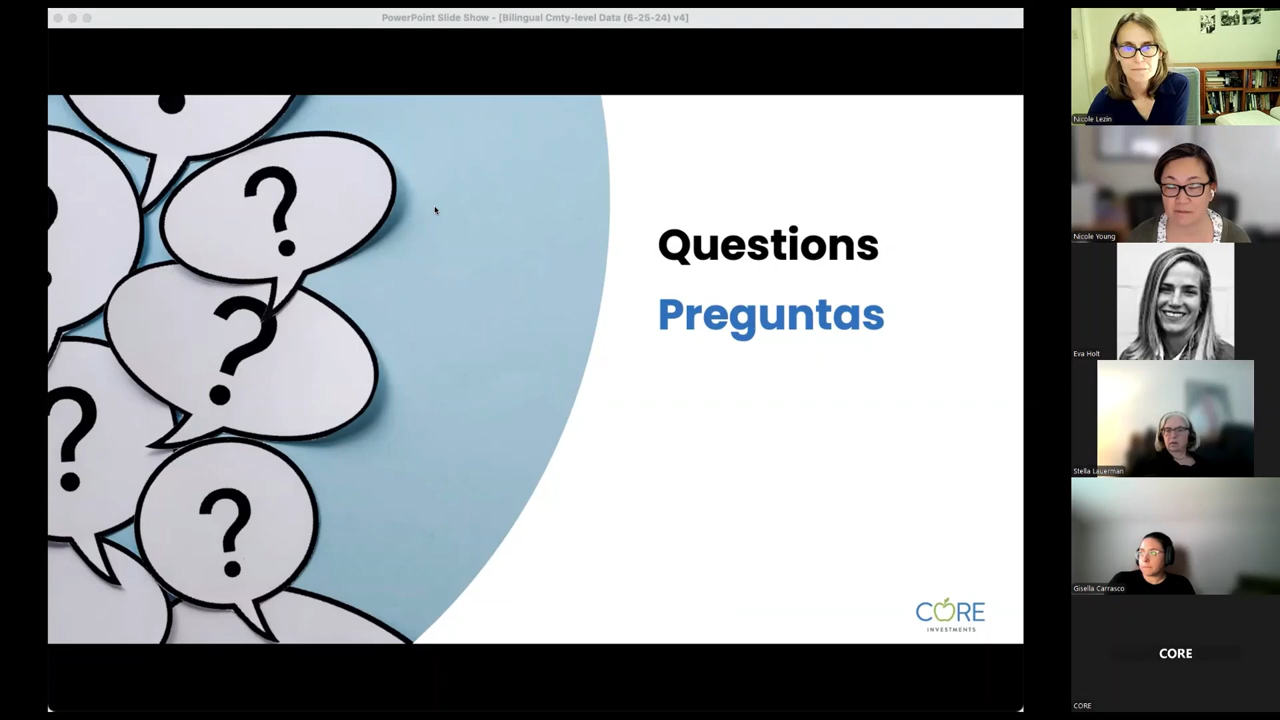 PowerPoint Slide Show - [Bilingual Cmty-level Data (6-25-24) v4]
?
?
?
?
Questions
Preguntas
CORE
INVESTMENTS
Nicole Lezin
Nicole Young
Eva Holt
Stella Lauerman
Gisella Carrasco
CORE
CORE